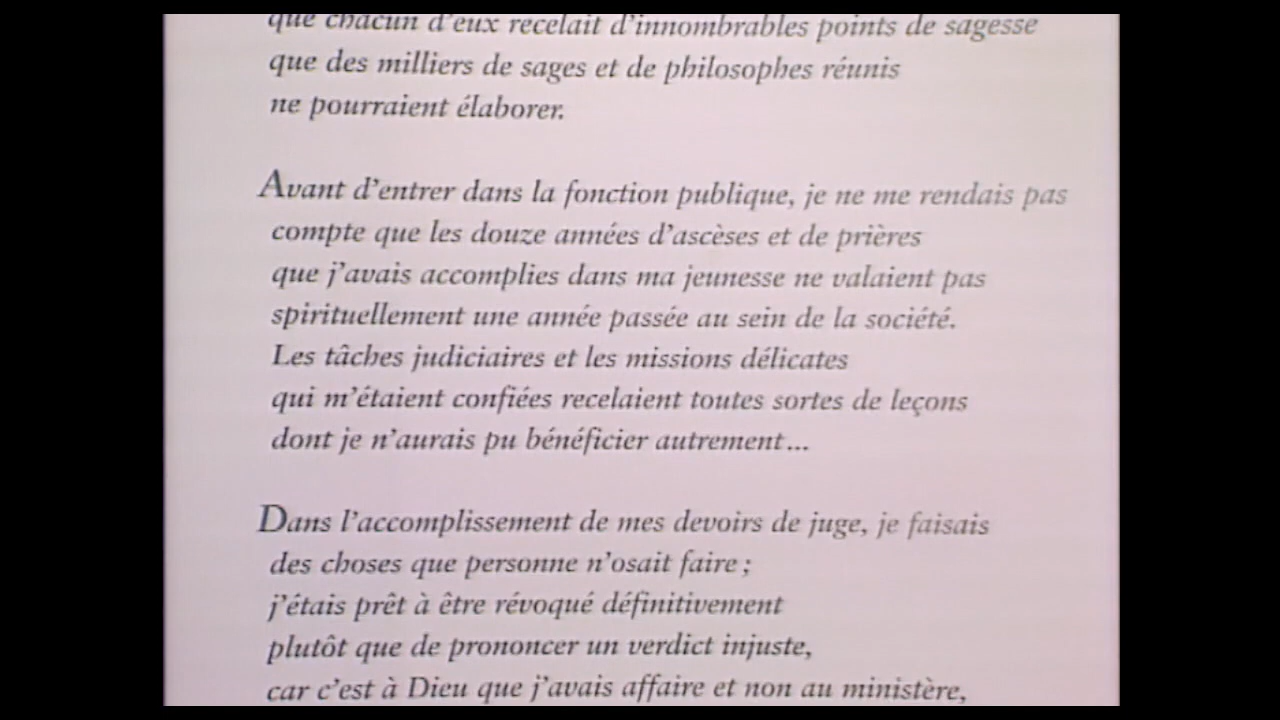 que chacun d'eux recelait d'innombrables points de sagesse
que des milliers de sages et de philosophes réunis
ne pourraient élaborer.
Avant d'entrer dans la fonction publique, je ne me rendais pas
compte que les douze années d'ascèses et de prières
que j'avais accomplies dans ma jeunesse ne valaient pas
spirituellement une année passée au sein de la société.
Les tâches judiciaires et les missions délicates
qui m'étaient confiées recelaient toutes sortes de leçons
dont je n'aurais pu bénéficier autrement...
Dans l'accomplissement de mes devoirs de juge, je faisais
des choses que personne n'osait faire ;
j'étais prêt à être révoqué définitivement
plutôt que de prononcer un verdict injuste,
car c'est à Dieu que j'avais affaire et non au ministère,